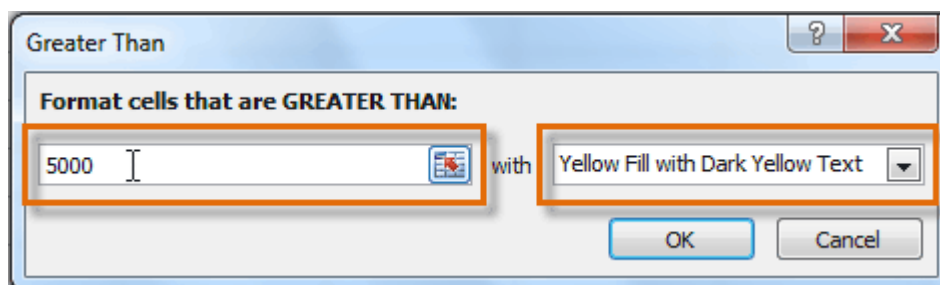 Greater Than
Format cells that are GREATER THAN:
5000 with Yellow Fill with Dark Yellow Text
OK Cancel